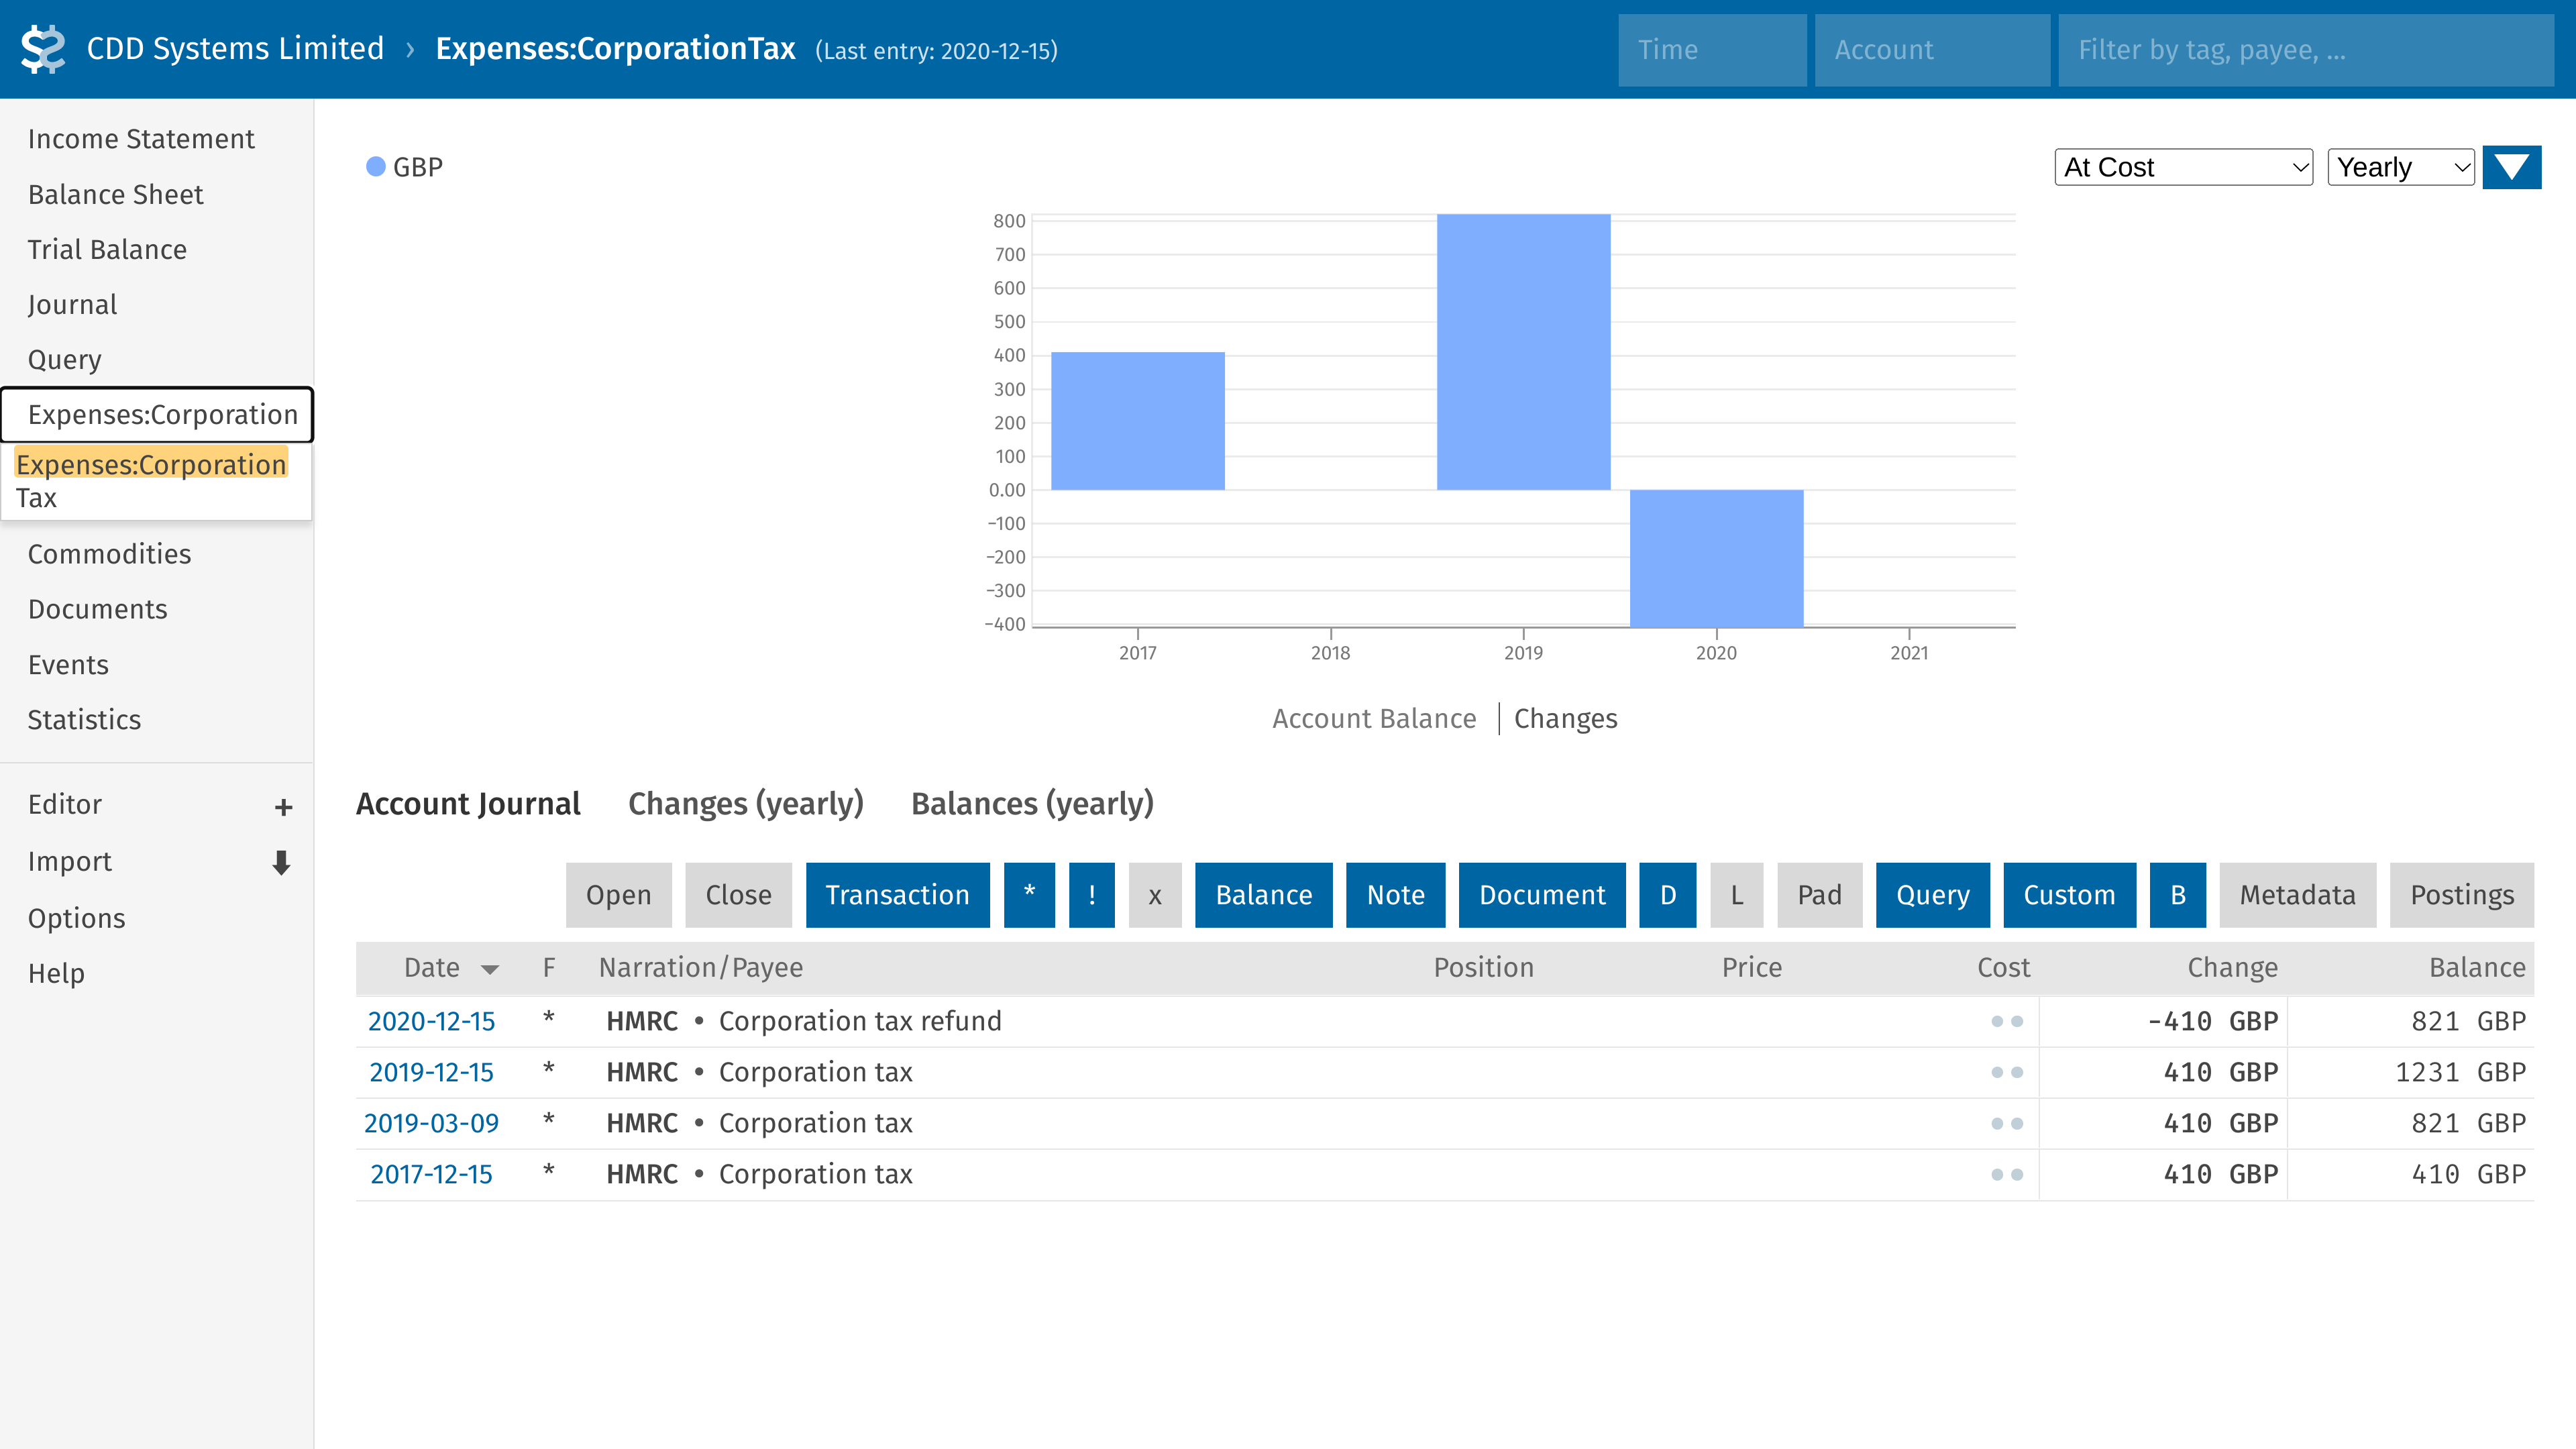 CDD Systems Limited › Expenses:CorporationTax (Last entry: 2020-12-15)
Time
Account
Filter by tag, payee, ...
Income Statement
Balance Sheet
Trial Balance
Journal
Query
Expenses:Corporation
Expenses:Corporation
Tax
Commodities
Documents
Events
Statistics
Editor +
Import
Options
Help
GBP
At Cost
Yearly
800
700
600
500
400
300
200
100
0.00
−100
−200
−300
−400
2017 2018 2019 2020 2021
Account Balance | Changes
Account Journal Changes (yearly) Balances (yearly)
Open Close Transaction * ! x Balance Note Document D L Pad Query Custom B Metadata Postings
Date F Narration/Payee Position Price Cost Change Balance
2020-12-15 * HMRC • Corporation tax refund -410 GBP 821 GBP
2019-12-15 * HMRC • Corporation tax 410 GBP 1231 GBP
2019-03-09 * HMRC • Corporation tax 410 GBP 821 GBP
2017-12-15 * HMRC • Corporation tax 410 GBP 410 GBP